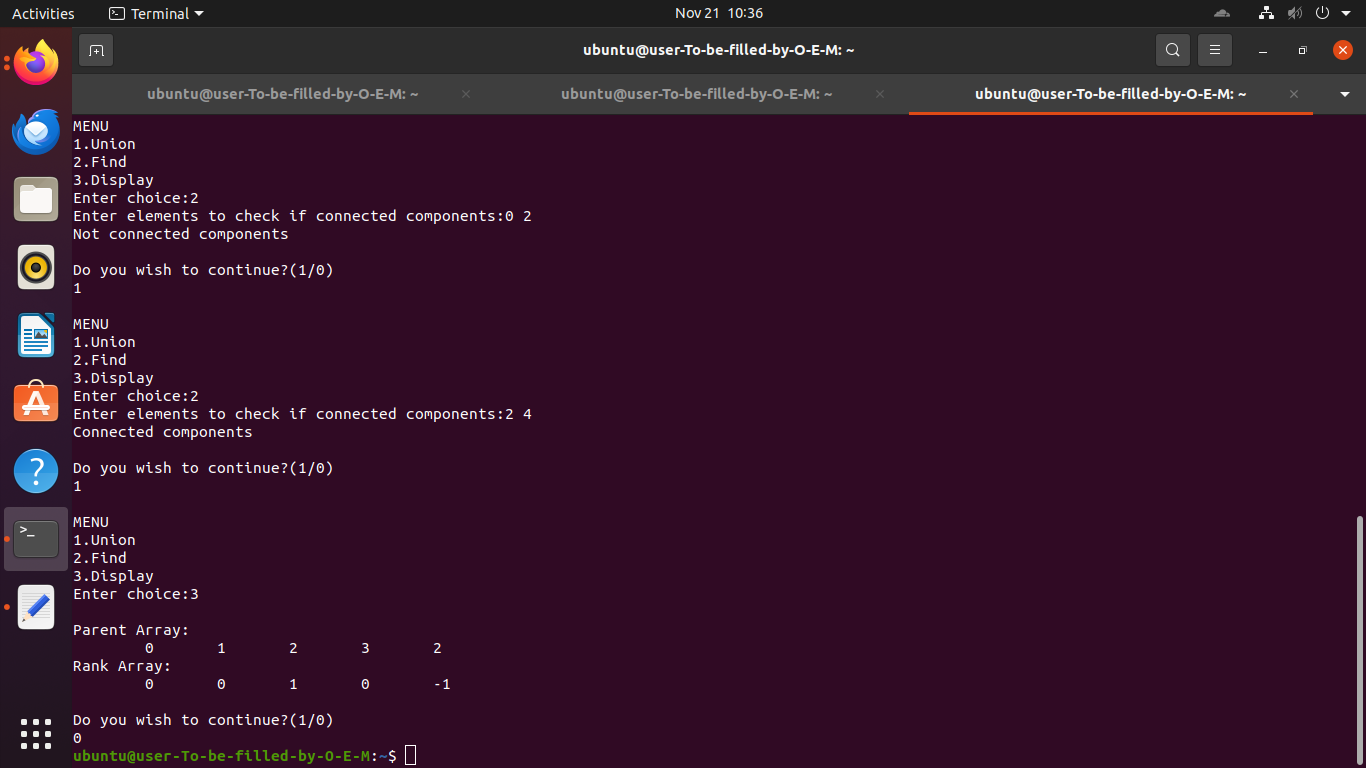 Activities Terminal Nov 21 10:36
ubuntu@user-To-be-filled-by-O-E-M: ~
ubuntu@user-To-be-filled-by-O-E-M: ~ ubuntu@user-To-be-filled-by-O-E-M: ~ ubuntu@user-To-be-filled-by-O-E-M: ~
MENU
1.Union
2.Find
3.Display
Enter choice:2
Enter elements to check if connected components:0 2
Not connected components
Do you wish to continue?(1/0)
1
MENU
1.Union
2.Find
3.Display
Enter choice:2
Enter elements to check if connected components:2 4
Connected components
Do you wish to continue?(1/0)
1
MENU
1.Union
2.Find
3.Display
Enter choice:3
Parent Array:
0 1 2 3 2
Rank Array:
0 0 1 0 -1
Do you wish to continue?(1/0)
0
ubuntu@user-To-be-filled-by-O-E-M:~$